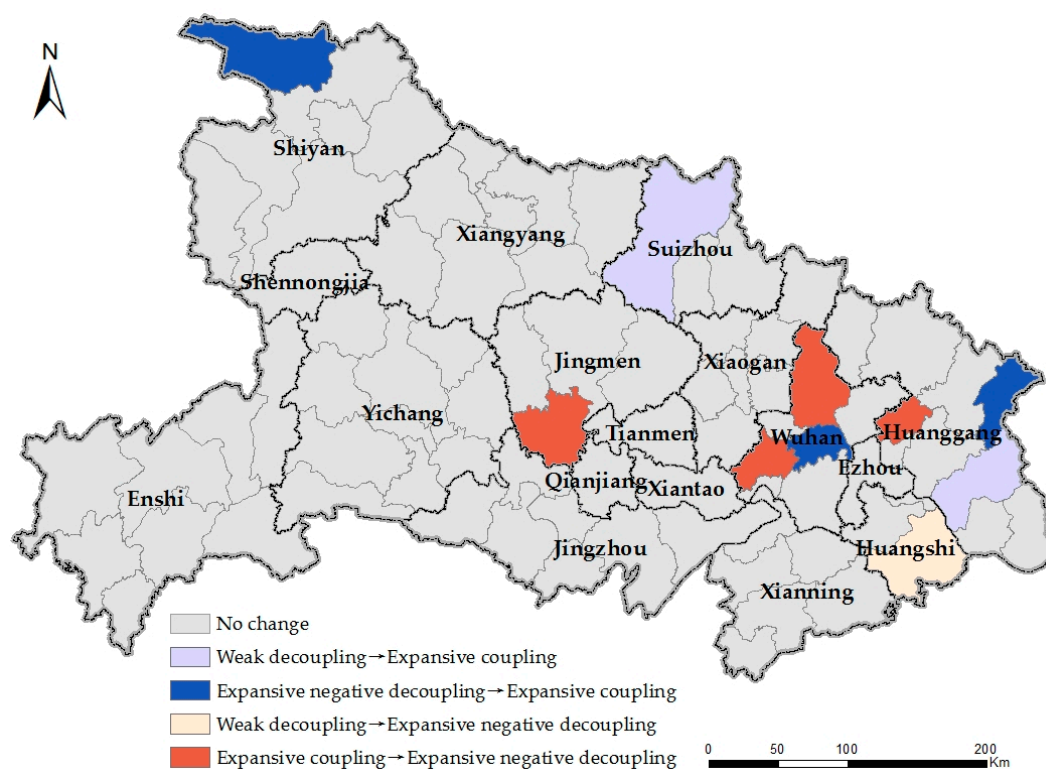 N
Shiyan
Xiangyang
Suizhou
Shennongjia
Jingmen
Xiaogan
Yichang
Tianmen
Wuhan
Huanggang
Ezhou
Qianjiang
Xiantao
Enshi
Jingzhou
Huangshi
Xianning
No change
Weak decoupling→Expansive coupling
Expansive negative decoupling→Expansive coupling
Weak decoupling→Expansive negative decoupling
Expansive coupling→Expansive negative decoupling
0 50 100 200
Km